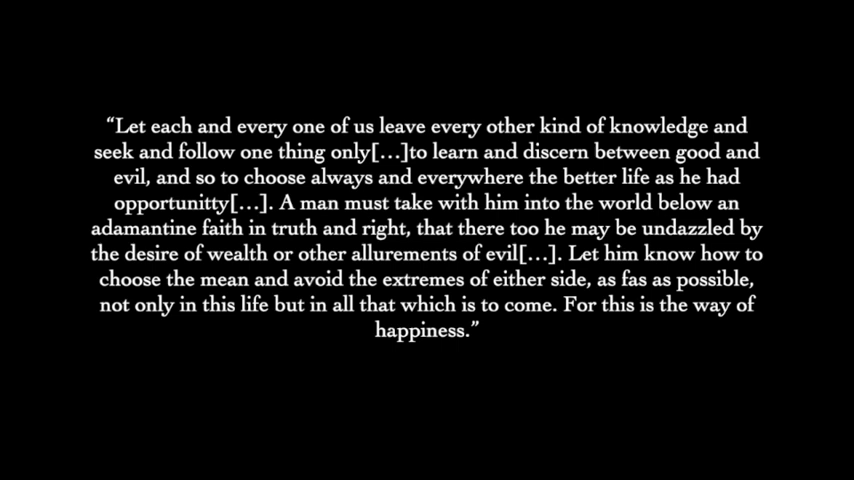 “Let each and every one of us leave every other kind of knowledge and
seek and follow one thing only[…]to learn and discern between good and
evil, and so to choose always and everywhere the better life as he had
opportunitty[…]. A man must take with him into the world below an
adamantine faith in truth and right, that there too he may be undazzled by
the desire of wealth or other allurements of evil[…]. Let him know how to
choose the mean and avoid the extremes of either side, as fas as possible,
not only in this life but in all that which is to come. For this is the way of
happiness.”